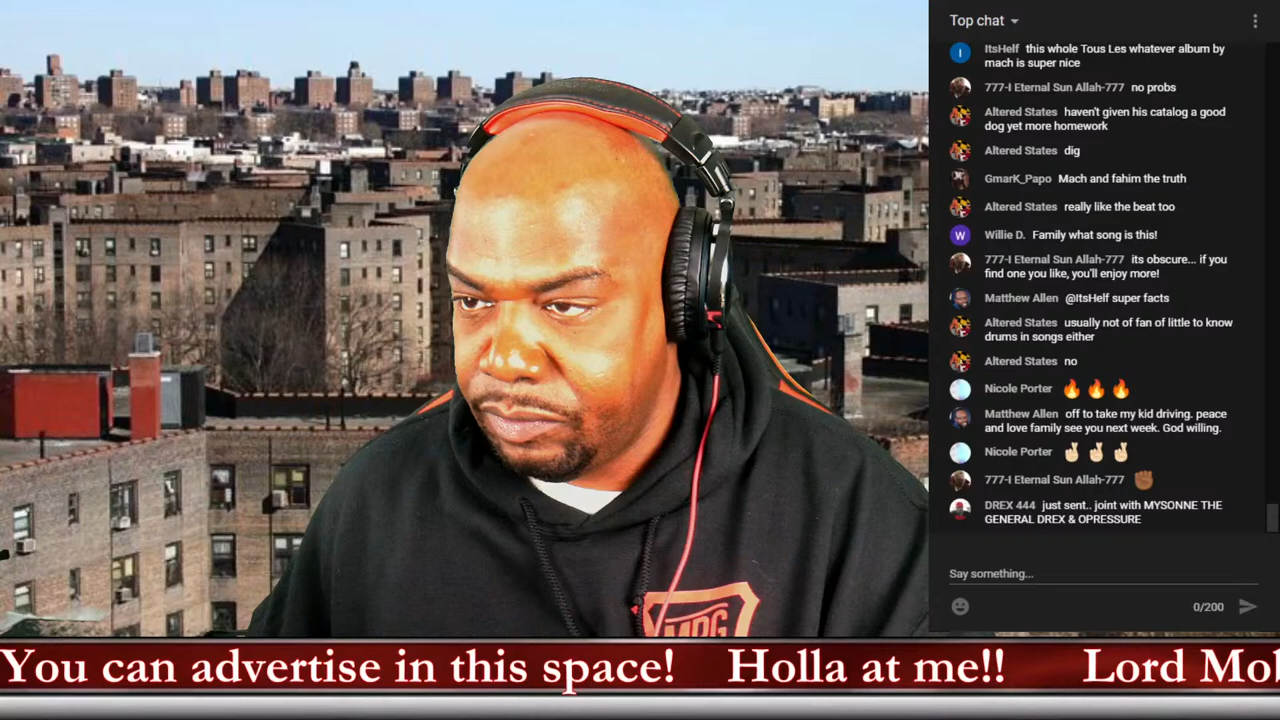 Top chat
ItsHelf this whole Tous Les whatever album by
mach is super nice
777-I Eternal Sun Allah-777 no probs
Altered States haven't given his catalog a good
dog yet more homework
Altered States dig
GmarK_Papo Mach and fahim the truth
Altered States really like the beat too
W Willie D. Family what song is this!
777-I Eternal Sun Allah-777 its obscure... if you
find one you like, you'll enjoy more!
Matthew Allen @ItsHelf super facts
Altered States usually not of fan of little to know
drums in songs either
Altered States no
Nicole Porter 🔥🔥🔥
Matthew Allen off to take my kid driving. peace
and love family see you next week. God willing.
Nicole Porter
777-I Eternal Sun Allah-777
DREX 444 just sent.. joint with MYSONNE THE
GENERAL DREX & OPRESSURE
Say something...
0/200
MPG
You can advertise in this space! Holla at me!! Lord Mob